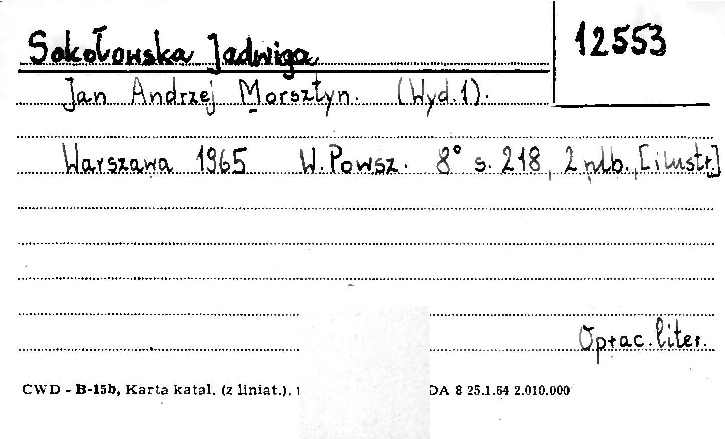 Sokołowska Jadwiga
12553
Jan Andrzej Morsztyn. (Wyd.1).
Warszawa 1965 W.Powsz. 8° s. 218, 2 nlb., [ilustr.]
Oprac. liter.
CWD - B-15b, Karta katal. (z liniat.), DA 8 25.1.64 2.010.000